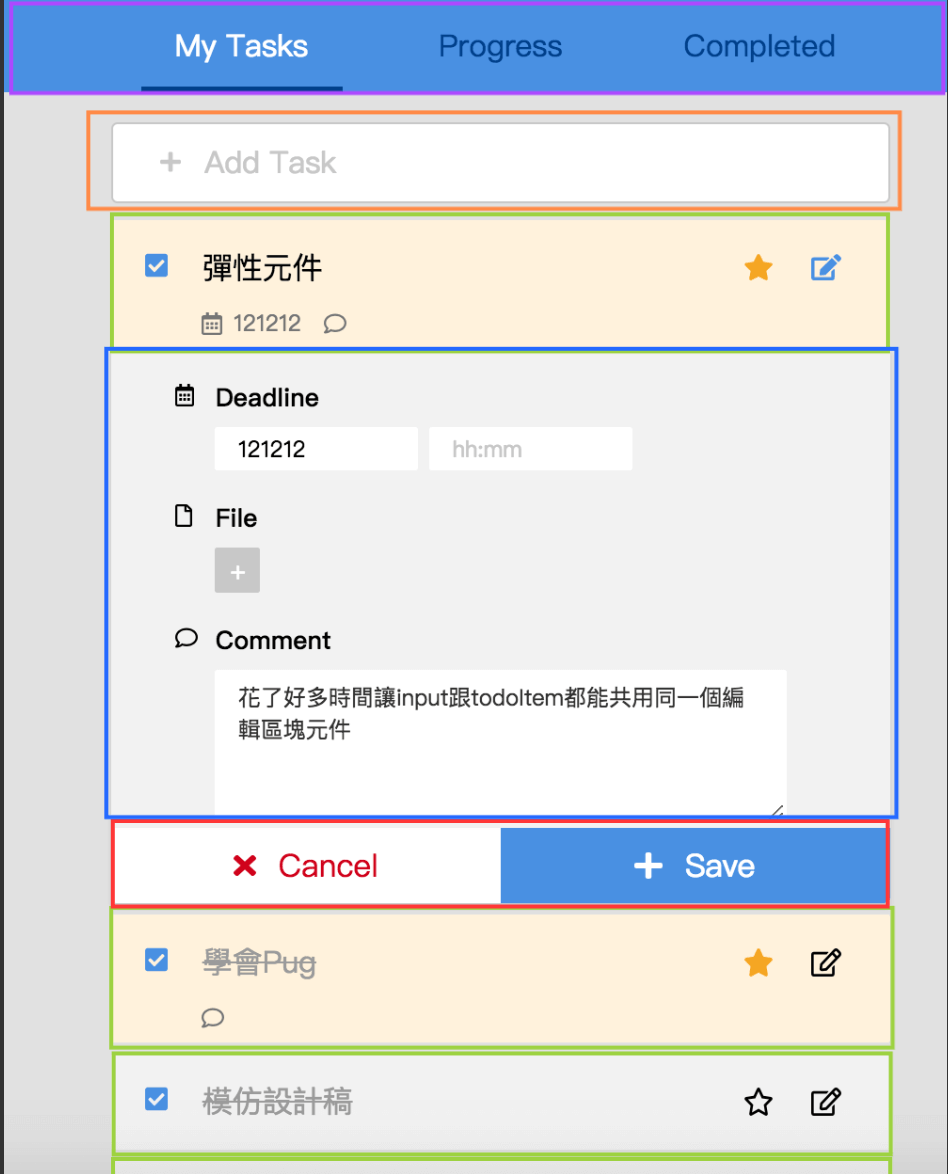 My Tasks Progress Completed
Add Task
彈性元件
121212
Deadline
121212 hh:mm
File
Comment
花了好多時間讓input跟todoItem都能共用同一個編
輯區塊元件
Cancel Save
學會Pug
模仿設計稿